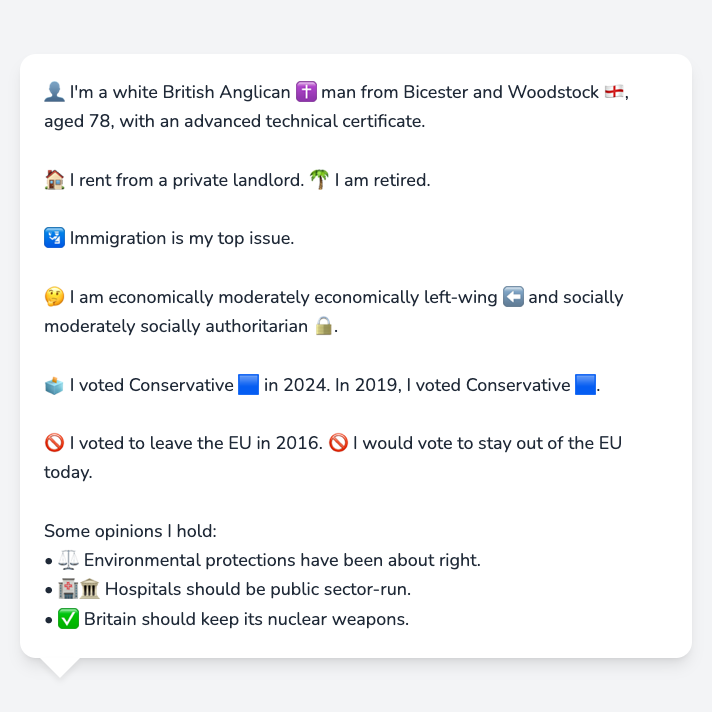 👤 I'm a white British Anglican ✝️ man from Bicester and Woodstock 🏴󠁧󠁢󠁥󠁮󠁧󠁿,
aged 78, with an advanced technical certificate.
🏠 I rent from a private landlord. 🌴 I am retired.
🛂 Immigration is my top issue.
🤔 I am economically moderately economically left-wing ⬅️ and socially
moderately socially authoritarian 🔒.
🗳️ I voted Conservative 🟦 in 2024. In 2019, I voted Conservative 🟦.
🚫 I voted to leave the EU in 2016. 🚫 I would vote to stay out of the EU
today.
Some opinions I hold:
• ⚖️ Environmental protections have been about right.
• 🏥🏛️ Hospitals should be public sector-run.
• ✅ Britain should keep its nuclear weapons.